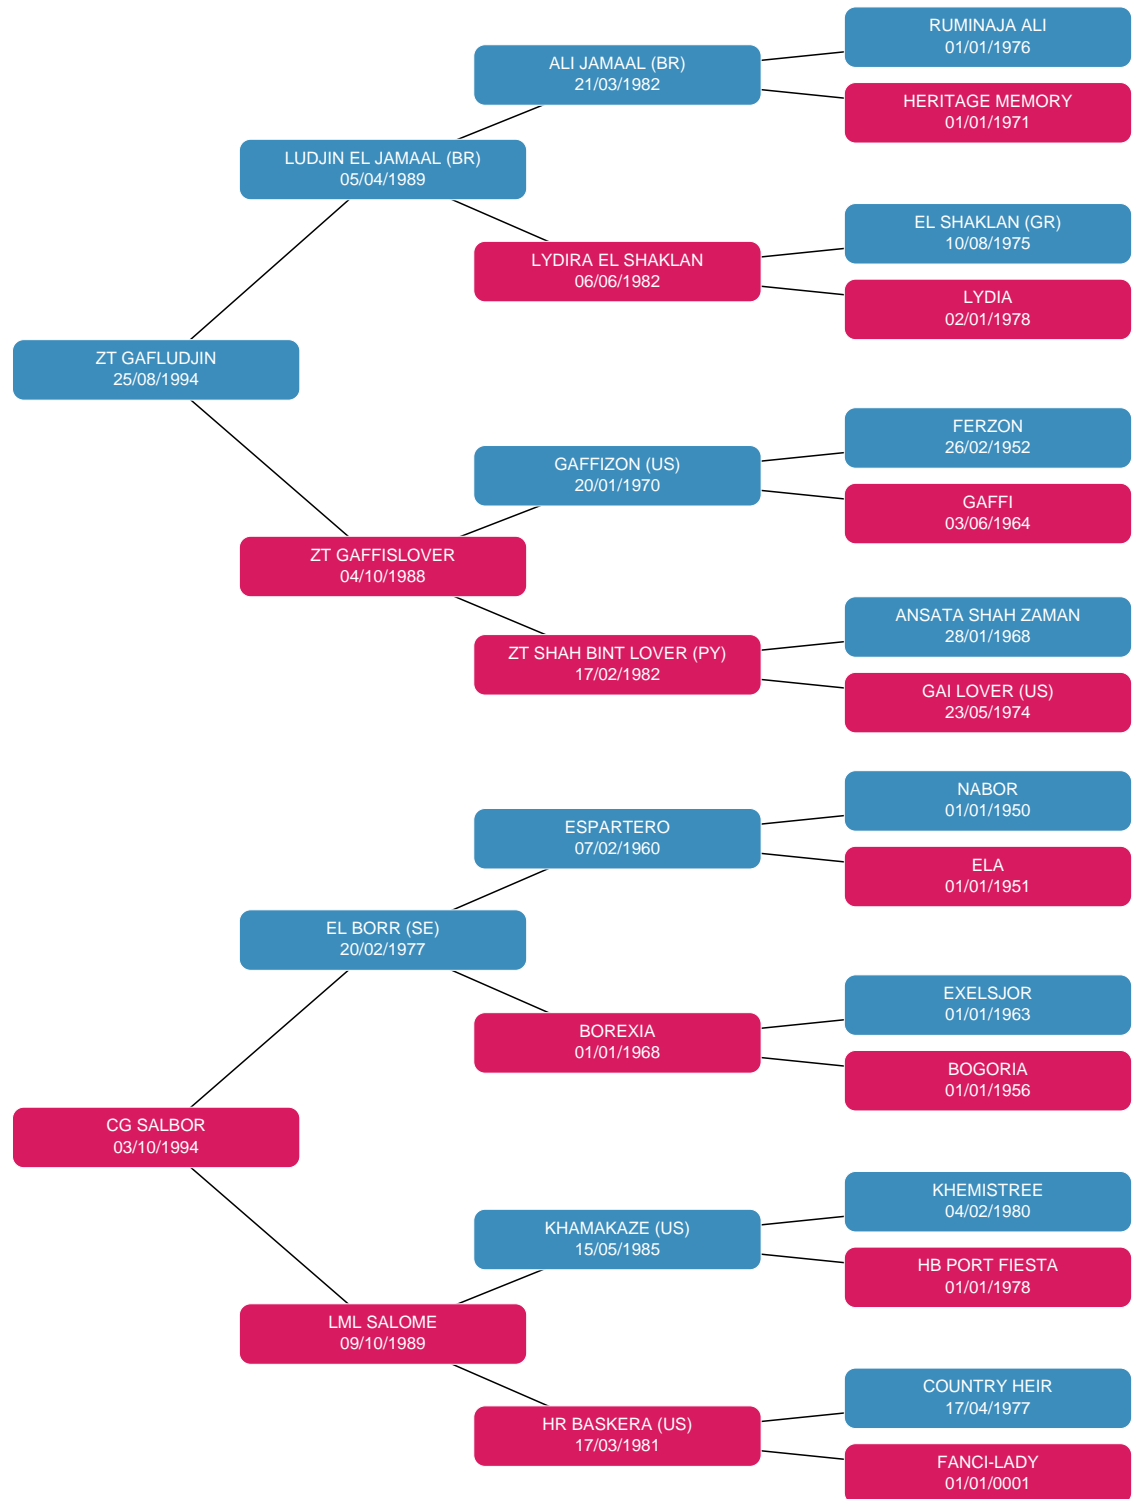 RUMINAJA ALI
01/01/1976
ALI JAMAAL (BR)
21/03/1982
HERITAGE MEMORY
01/01/1971
LUDJIN EL JAMAAL (BR)
05/04/1989
EL SHAKLAN (GR)
10/08/1975
LYDIRA EL SHAKLAN
06/06/1982
LYDIA
02/01/1978
ZT GAFLUDJIN
25/08/1994
FERZON
26/02/1952
GAFFIZON (US)
20/01/1970
GAFFI
03/06/1964
ZT GAFFISLOVER
04/10/1988
ANSATA SHAH ZAMAN
28/01/1968
ZT SHAH BINT LOVER (PY)
17/02/1982
GAI LOVER (US)
23/05/1974
NABOR
01/01/1950
ESPARTERO
07/02/1960
ELA
01/01/1951
EL BORR (SE)
20/02/1977
EXELSJOR
01/01/1963
BOREXIA
01/01/1968
BOGORIA
01/01/1956
CG SALBOR
03/10/1994
KHEMISTREE
04/02/1980
KHAMAKAZE (US)
15/05/1985
HB PORT FIESTA
01/01/1978
LML SALOME
09/10/1989
COUNTRY HEIR
17/04/1977
HR BASKERA (US)
17/03/1981
FANCI-LADY
01/01/0001